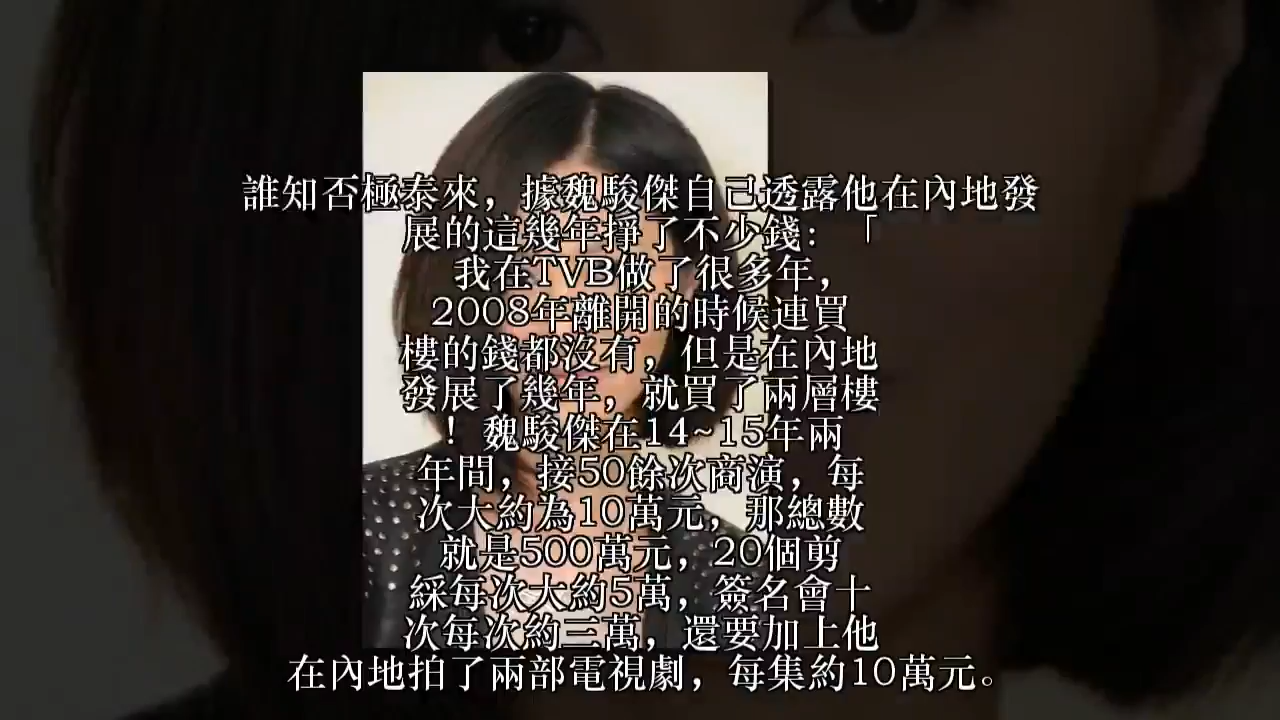 誰知否極泰來，據魏駿傑自己透露他在內地發
展的這幾年掙了不少錢：「
我在TVB做了很多年，
2008年離開的時候連買
樓的錢都沒有，但是在內地
發展了幾年，就買了兩層樓
！魏駿傑在14~15年兩
年間，接50餘次商演，每
次大約為10萬元，那總數
就是500萬元，20個剪
綵每次大約5萬，簽名會十
次每次約三萬，還要加上他
在內地拍了兩部電視劇，每集約10萬元。